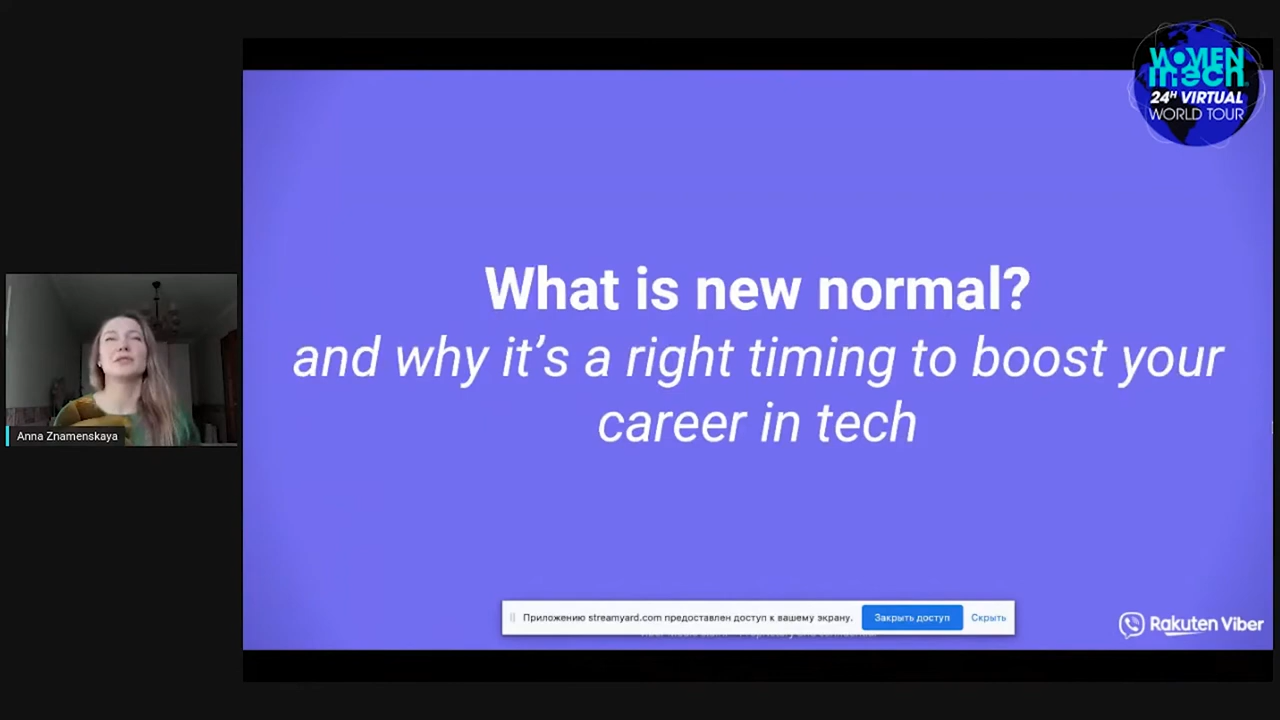 WOMEN
in tech
24H VIRTUAL
WORLD TOUR
What is new normal?
and why it's a right timing to boost your
career in tech
Anna Znamenskaya
Приложению streamyard.com предоставлен доступ к вашему экрану.
Закрыть доступ
Скрыть
Rakuten Viber